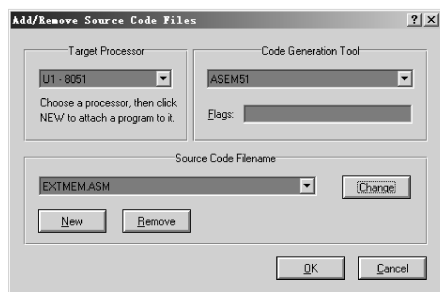 Add/Remove Source Code Files
Target Processor
U1 - 8051
Choose a processor, then click
NEW to attach a program to it.
Code Generation Tool
ASEM51
Flags:
Source Code Filename
EXTMEM.ASM
Change
New
Remove
OK
Cancel